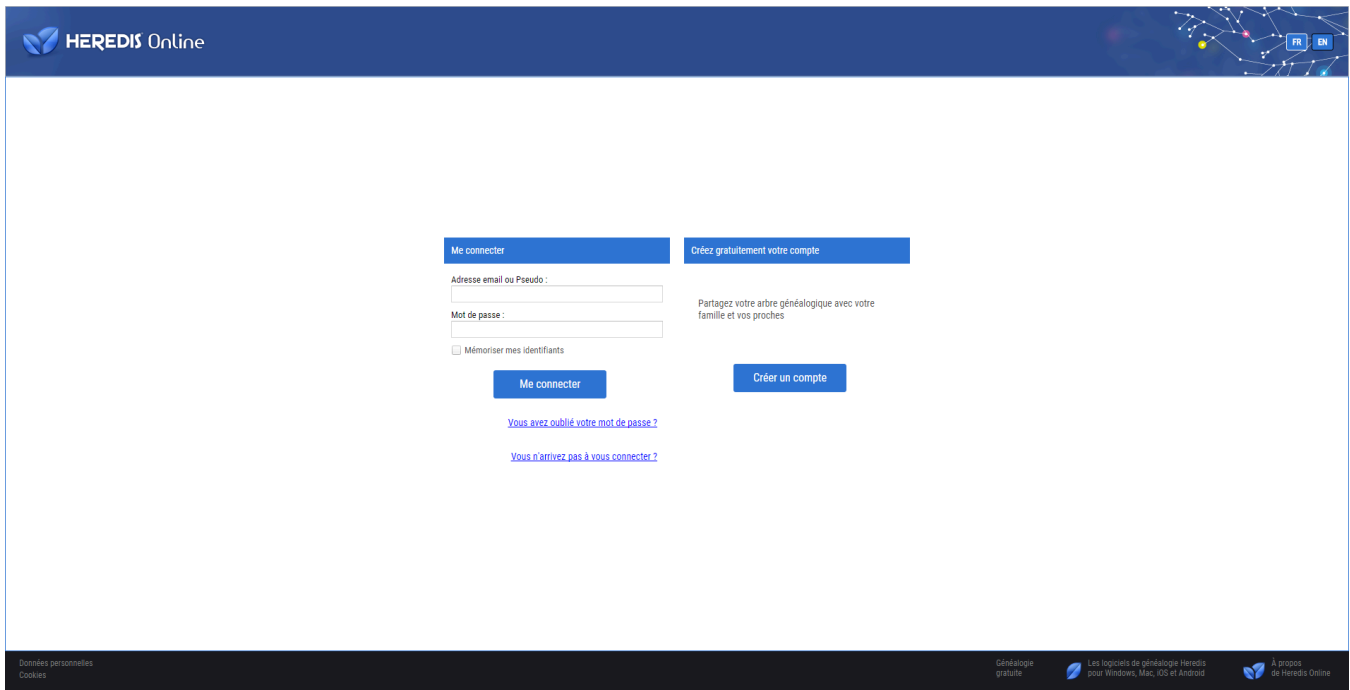 HEREDIS Online
FR EN
Me connecter
Adresse email ou Pseudo :
Mot de passe :
Mémoriser mes identifiants
Me connecter
Vous avez oublié votre mot de passe ?
Vous n'arrivez pas à vous connecter ?
Créez gratuitement votre compte
Partagez votre arbre généalogique avec votre
famille et vos proches
Créer un compte
Données personnelles
Cookies
Généalogie
gratuite
Les logiciels de généalogie Heredis
pour Windows, Mac, iOS et Android
À propos
de Heredis Online